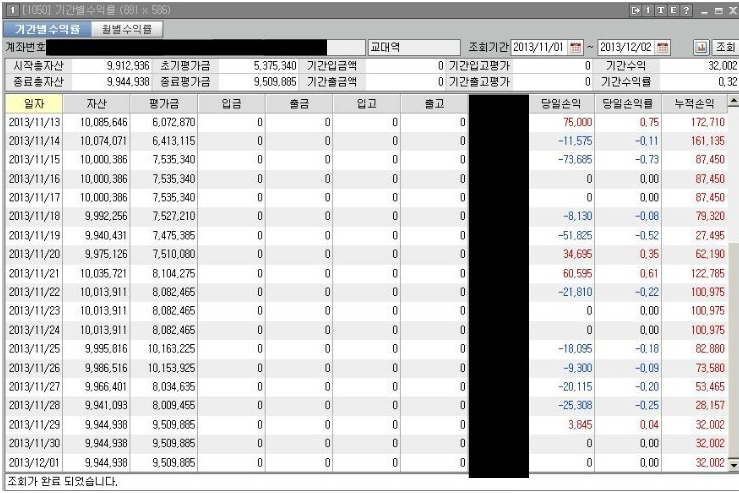 1 [1050] 기간별수익률 (881 x 586) 1 T E ?
기간별수익률 월별수익률
계좌번호 교대역 조회기간 2013/11/01 ~ 2013/12/02 조회
시작총자산 9,912,936 초기평가금 5,375,340 기간입금액 0 기간입고평가 0 기간수익 32,002
종료총자산 9,944,938 종료평가금 9,509,885 기간출금액 0 기간출고평가 0 기간수익률 0.32
일자 자산 평가금 입금 출금 입고 출고 당일손익 당일손익률 누적손익
2013/11/13 10,085,646 6,072,870 0 0 0 0 75,000 0.75 172,710
2013/11/14 10,074,071 6,413,115 0 0 0 0 -11,575 -0.11 161,135
2013/11/15 10,000,386 7,535,340 0 0 0 0 -73,685 -0.73 87,450
2013/11/16 10,000,386 7,535,340 0 0 0 0 0 0.00 87,450
2013/11/17 10,000,386 7,535,340 0 0 0 0 0 0.00 87,450
2013/11/18 9,992,256 7,527,210 0 0 0 0 -8,130 -0.08 79,320
2013/11/19 9,940,431 7,475,385 0 0 0 0 -51,825 -0.52 27,495
2013/11/20 9,975,126 7,510,080 0 0 0 0 34,695 0.35 62,190
2013/11/21 10,035,721 8,104,275 0 0 0 0 60,595 0.61 122,785
2013/11/22 10,013,911 8,082,465 0 0 0 0 -21,810 -0.22 100,975
2013/11/23 10,013,911 8,082,465 0 0 0 0 0 0.00 100,975
2013/11/24 10,013,911 8,082,465 0 0 0 0 0 0.00 100,975
2013/11/25 9,995,816 10,163,225 0 0 0 0 -18,095 -0.18 82,880
2013/11/26 9,986,516 10,153,925 0 0 0 0 -9,300 -0.09 73,580
2013/11/27 9,966,401 8,034,635 0 0 0 0 -20,115 -0.20 53,465
2013/11/28 9,941,093 8,009,455 0 0 0 0 -25,308 -0.25 28,157
2013/11/29 9,944,938 9,509,885 0 0 0 0 3,845 0.04 32,002
2013/11/30 9,944,938 9,509,885 0 0 0 0 0 0.00 32,002
2013/12/01 9,944,938 9,509,885 0 0 0 0 0 0.00 32,002
조회가 완료 되었습니다.